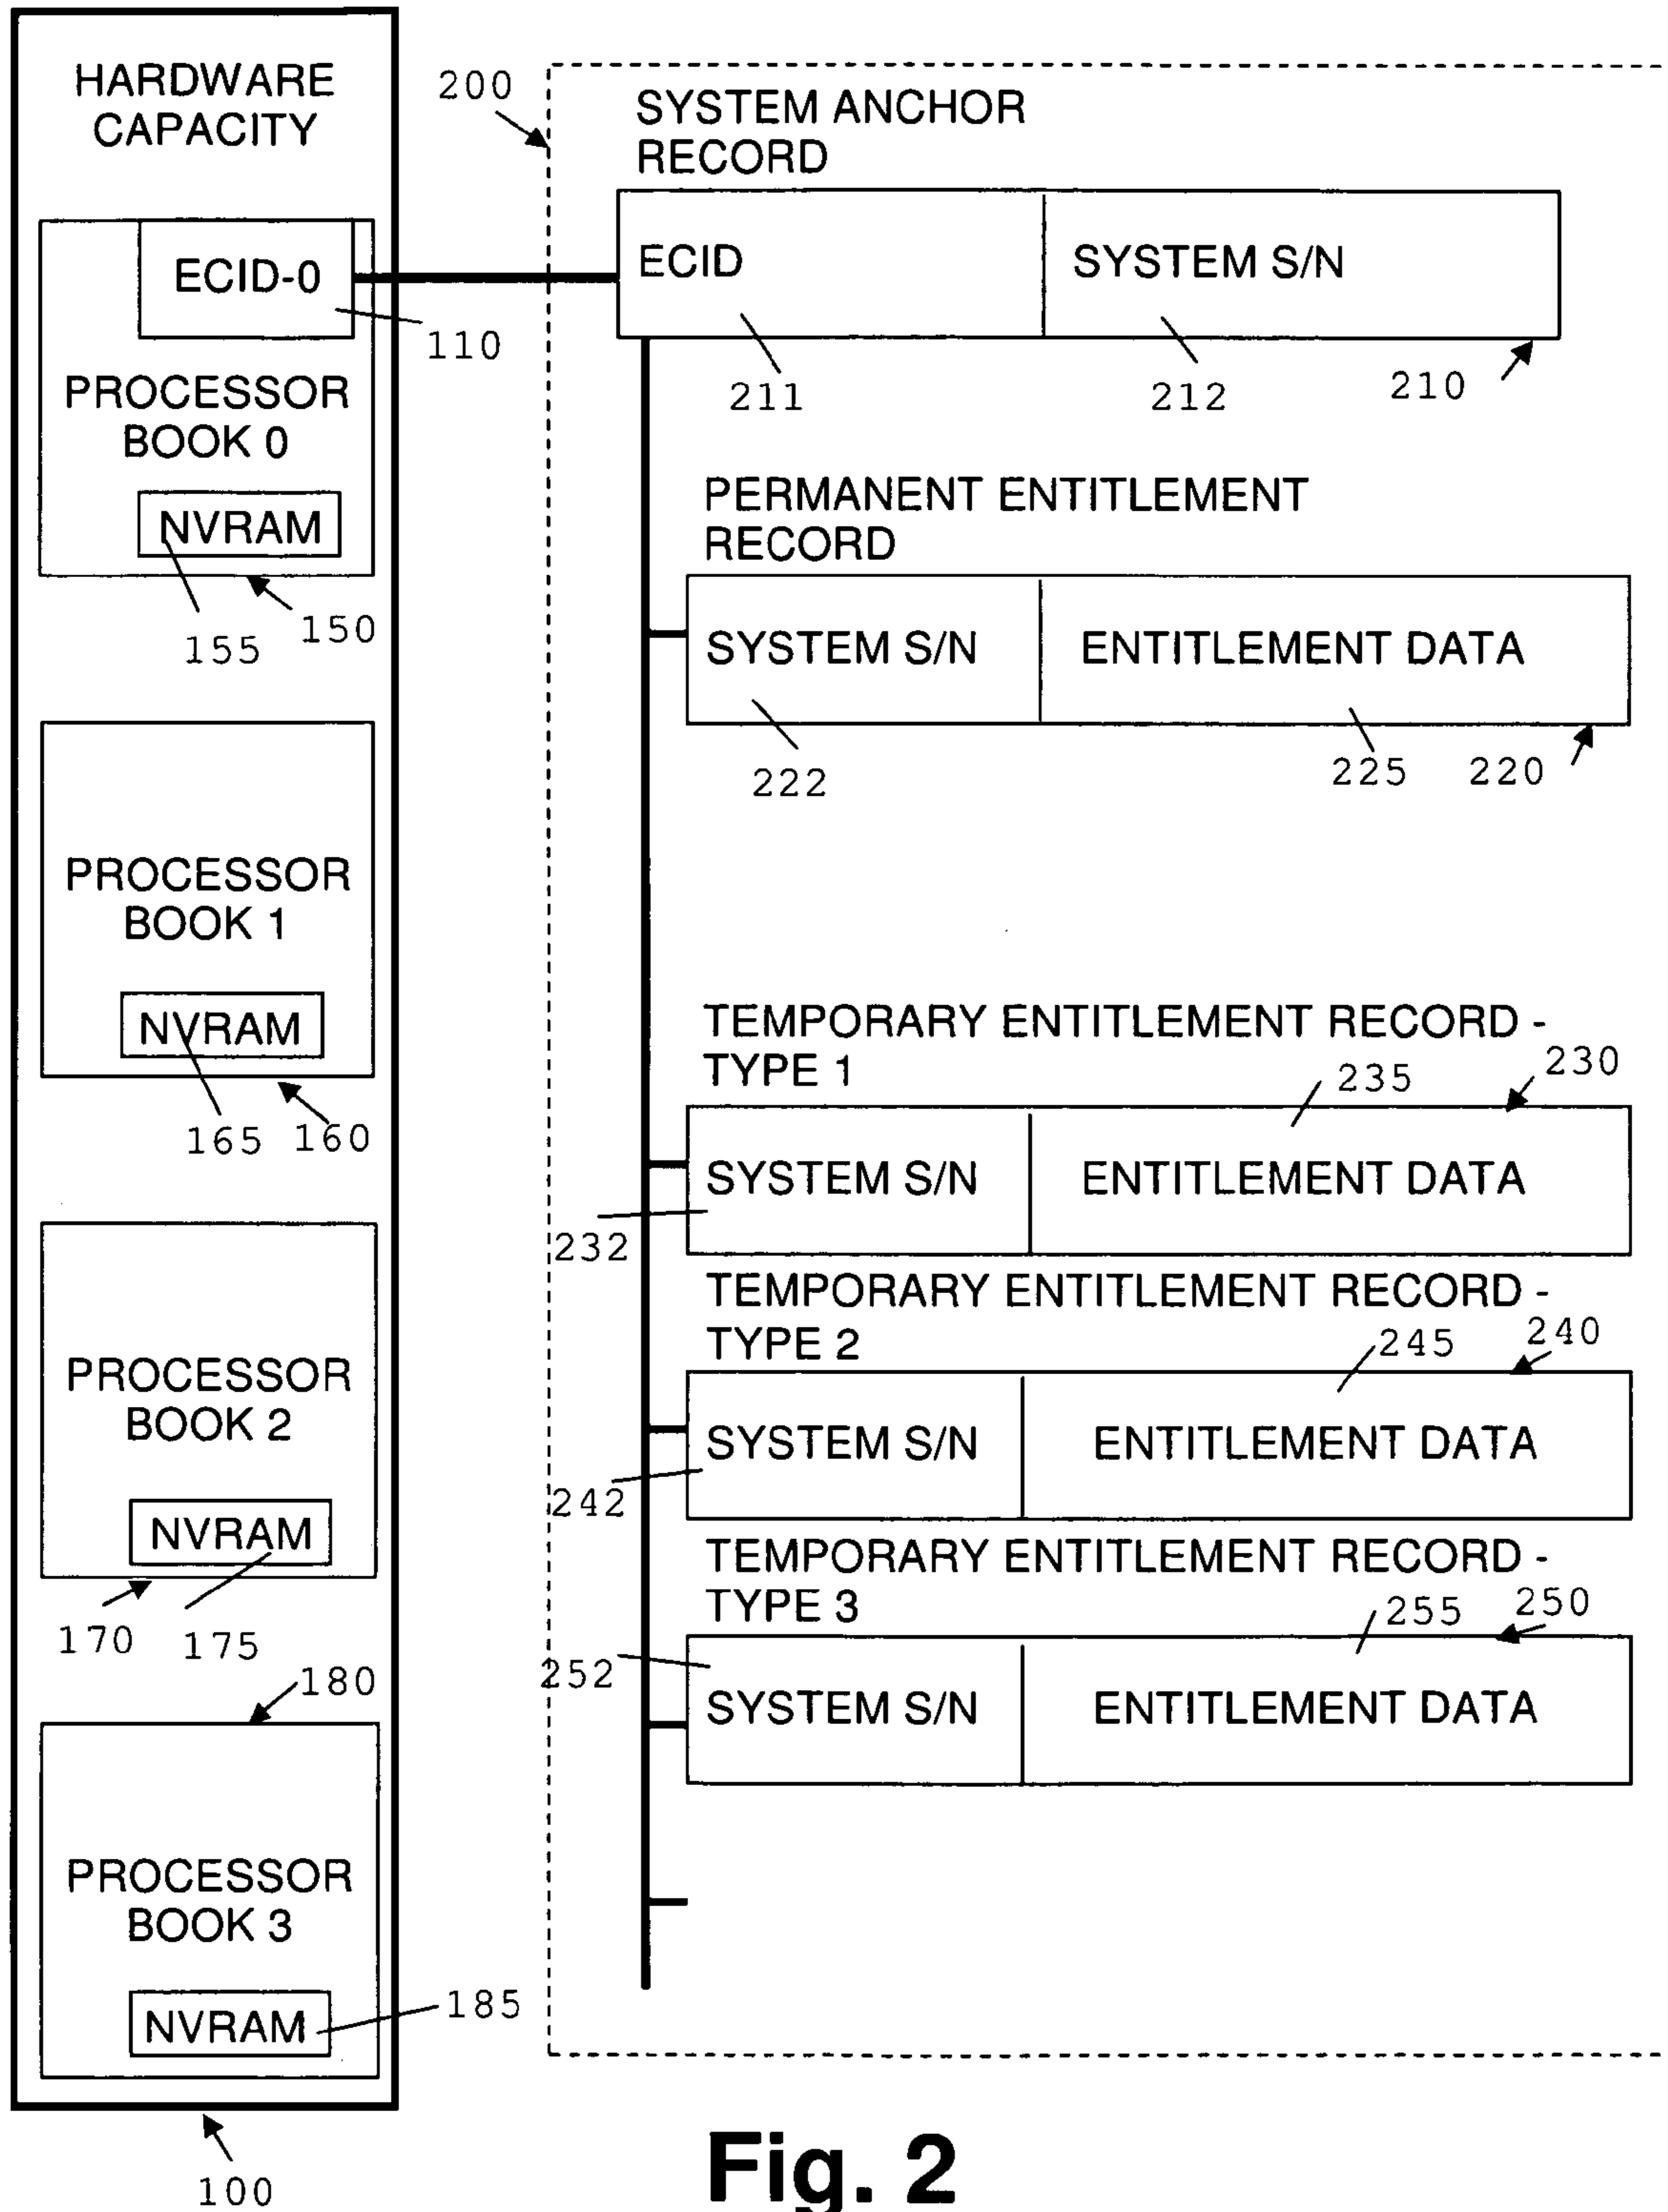 HARDWARE
CAPACITY
ECID-0
110
PROCESSOR
BOOK 0
NVRAM
155
150
PROCESSOR
BOOK 1
NVRAM
165
160
PROCESSOR
BOOK 2
NVRAM
170
175
180
PROCESSOR
BOOK 3
NVRAM
185
100
200
SYSTEM ANCHOR
RECORD
ECID
SYSTEM S/N
211
212
210
PERMANENT ENTITLEMENT
RECORD
SYSTEM S/N
ENTITLEMENT DATA
222
225
220
TEMPORARY ENTITLEMENT RECORD -
TYPE 1
235
230
SYSTEM S/N
ENTITLEMENT DATA
232
TEMPORARY ENTITLEMENT RECORD -
TYPE 2
245
240
SYSTEM S/N
ENTITLEMENT DATA
242
TEMPORARY ENTITLEMENT RECORD -
TYPE 3
255
250
252
SYSTEM S/N
ENTITLEMENT DATA
Fig. 2